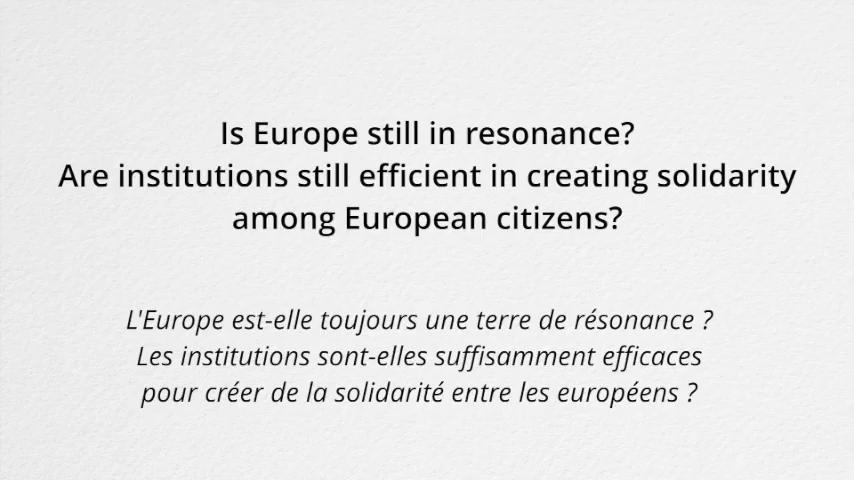 Is Europe still in resonance?
Are institutions still efficient in creating solidarity
among European citizens?
L'Europe est-elle toujours une terre de résonance ?
Les institutions sont-elles suffisamment efficaces
pour créer de la solidarité entre les européens ?